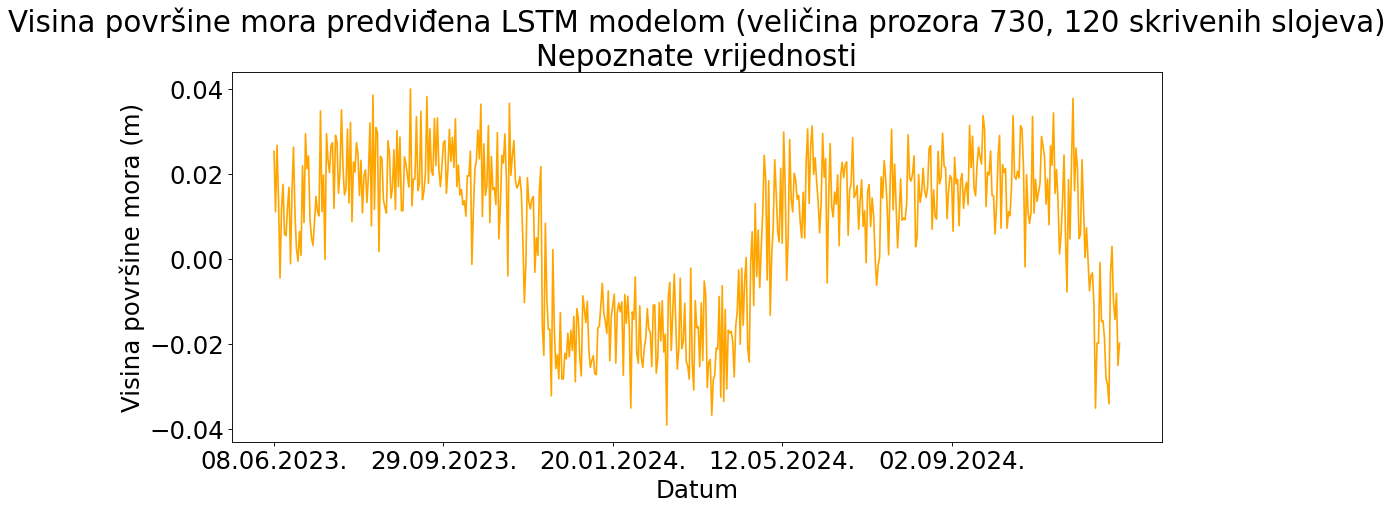 Visina površine mora predviđena LSTM modelom (veličina prozora 730, 120 skrivenih slojeva)
Nepoznate vrijednosti
Visina površine mora (m)
0.04
0.02
0.00
−0.02
−0.04
08.06.2023. 29.09.2023. 20.01.2024. 12.05.2024. 02.09.2024.
Datum